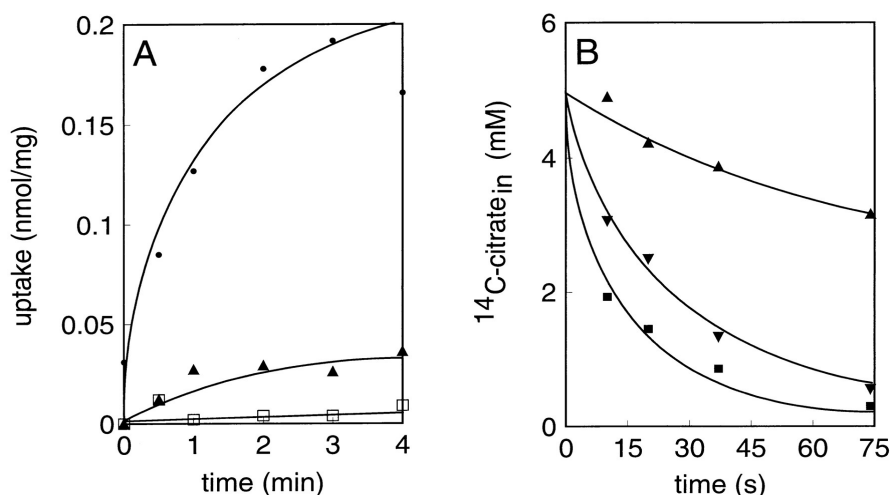 A
uptake (nmol/mg)
0.2
0.15
0.1
0.05
0
0 1 2 3 4
time (min)
B
¹⁴C-citrate_in (mM)
6
4
2
0
0 15 30 45 60 75
time (s)